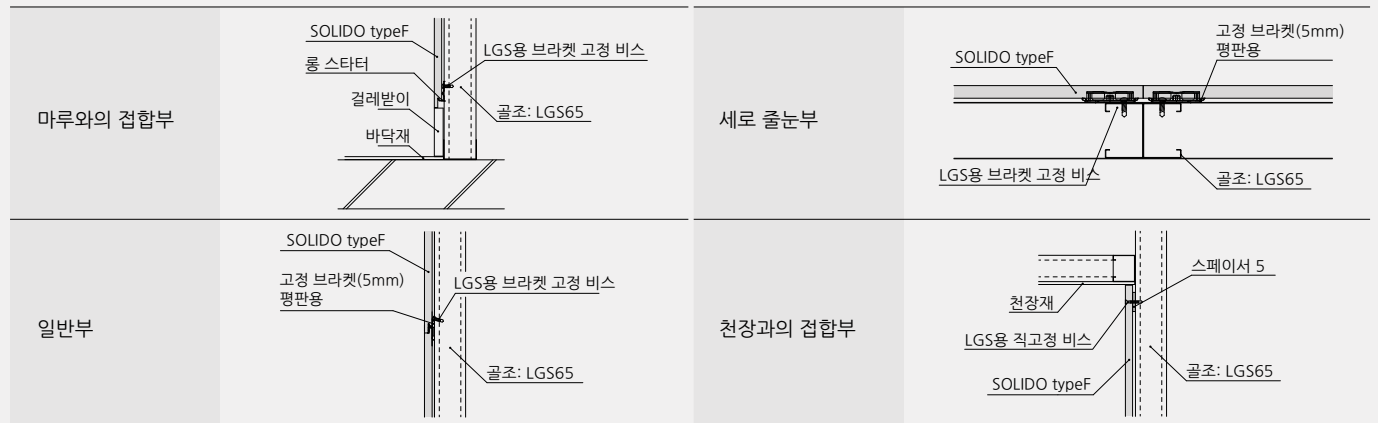 마루와의 접합부
SOLIDO typeF
롱 스타터
걸레받이
바닥재
LGS용 브라켓 고정 비스
골조: LGS65
세로 줄눈부
SOLIDO typeF
고정 브라켓(5mm)
평판용
LGS용 브라켓 고정 비스
골조: LGS65
일반부
SOLIDO typeF
고정 브라켓(5mm)
평판용
LGS용 브라켓 고정 비스
골조: LGS65
천장과의 접합부
스페이서 5
천장재
LGS용 직고정 비스
SOLIDO typeF
골조: LGS65